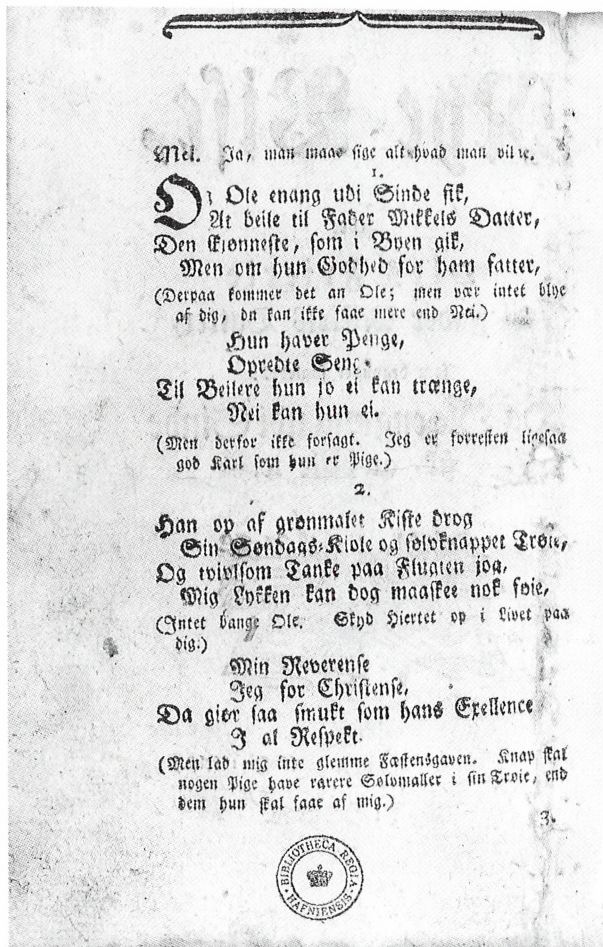 Mel. Ja, man maae sige alt hvad man vil ꝛc.
1.
Og Ole engang udi Sinde fik,
At beile til Fader Mikkels Datter,
Den skjønneste, som i Byen gik,
Men om hun Godhed for ham fatter,
(Derpaa kommer det an Ole; men vær intet blye
af dig, du kan ikke faae mere end Nei.)
Hun haver Penge,
Opredte Senge
Til Beilere hun jo ei kan trænge,
Nei kan hun ei.
(Men derfor ikke forsagt. Jeg er forresten ligesaa
god Karl som hun er Pige.)
2.
Han op af grønmalet Kiste drog
Sin Søndags-Kiole og sølvknappet Trøie,
Og tvivlsom Tanke paa Flugten jog,
Mig Lykken kan dog maaskee nok føie,
(Intet bange Ole. Skyd Hiertet op i Livet paa
dig.)
Min Reverense
Jeg for Christense,
Da giør saa smukt som hans Exellence
I al Respekt.
(Men lad mig inte glemme Fæstensgaven. Knap skal
nogen Pige have rarere Sølvmaller i sin Trøie, end
dem hun skal faae af mig.)
3.
BIBLIOTHECA REGIA
HAFNIENSIS